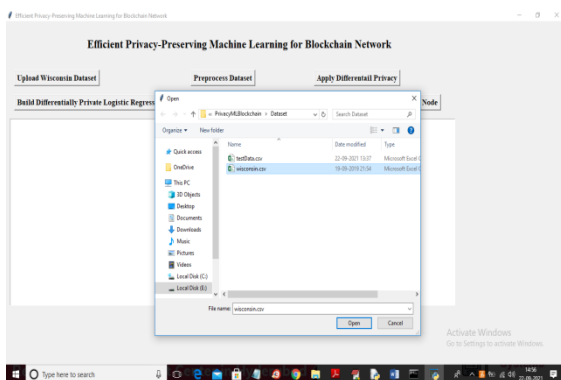 Efficient Privacy-Preserving Machine Learning for Blockchain Network
Efficient Privacy-Preserving Machine Learning for Blockchain Network
Upload Wisconsin Dataset Preprocess Dataset Apply Differentail Privacy
Build Differentially Private Logistic Regress Node
Open
PrivacyMLBlockchain > Dataset Search Dataset
Organize New folder
Name Date modified Type
Quick access
testData.csv 22-09-2021 13:37 Microsoft Excel C
OneDrive
wisconsin.csv 19-09-2019 21:34 Microsoft Excel C
This PC
3D Objects
Desktop
Documents
Downloads
Music
Pictures
Videos
Local Disk (C:)
Local Disk (E:)
File name: wisconsin.csv
Open Cancel
Activate Windows
Go to Settings to activate Windows.
Type here to search
14:56
22-09-2021